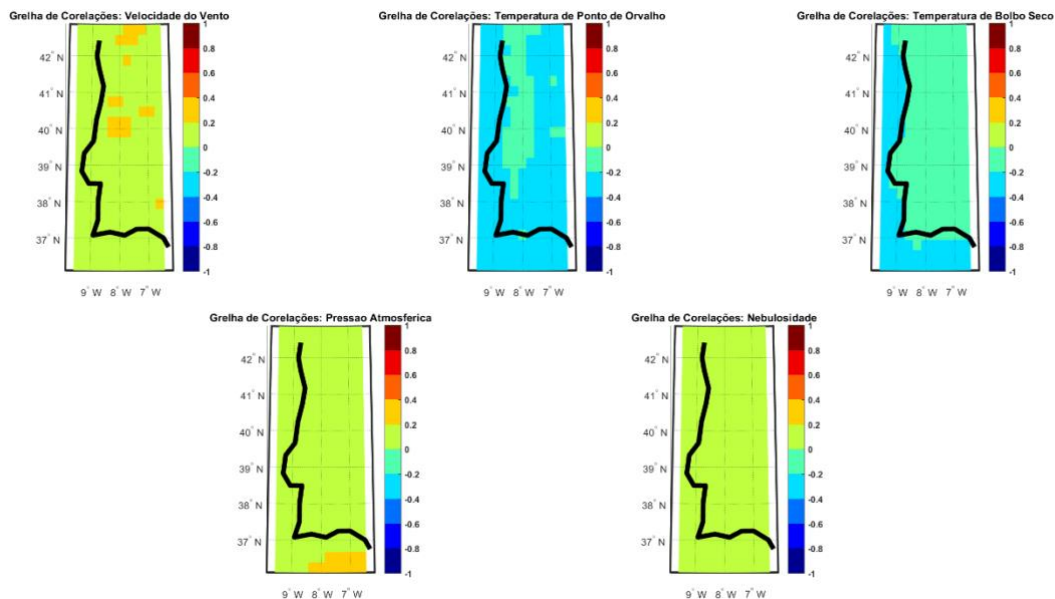 Grelha de Corelações: Velocidade do Vento
42° N
41° N
40° N
39° N
38° N
37° N
9° W 8° W 7° W
1
0.8
0.6
0.4
0.2
0
-0.2
-0.4
-0.6
-0.8
-1
Grelha de Corelações: Temperatura de Ponto de Orvalho
42° N
41° N
40° N
39° N
38° N
37° N
9° W 8° W 7° W
1
0.8
0.6
0.4
0.2
0
-0.2
-0.4
-0.6
-0.8
-1
Grelha de Corelações: Temperatura de Bolbo Seco
42° N
41° N
40° N
39° N
38° N
37° N
9° W 8° W 7° W
1
0.8
0.6
0.4
0.2
0
-0.2
-0.4
-0.6
-0.8
-1
Grelha de Corelações: Pressao Atmosferica
42° N
41° N
40° N
39° N
38° N
37° N
9° W 8° W 7° W
1
0.8
0.6
0.4
0.2
0
-0.2
-0.4
-0.6
-0.8
-1
Grelha de Corelações: Nebulosidade
42° N
41° N
40° N
39° N
38° N
37° N
9° W 8° W 7° W
1
0.8
0.6
0.4
0.2
0
-0.2
-0.4
-0.6
-0.8
-1